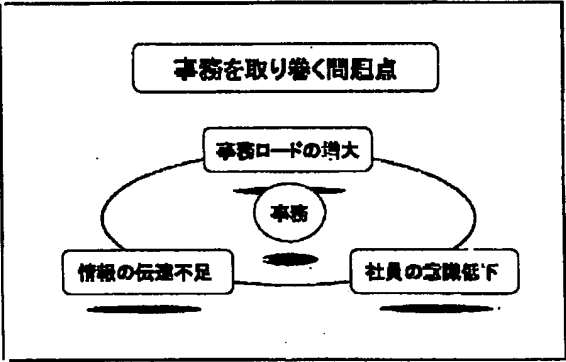 事務を取り巻く問題点
事務ロードの増大
事務
情報の伝達不足
社員の意識低下